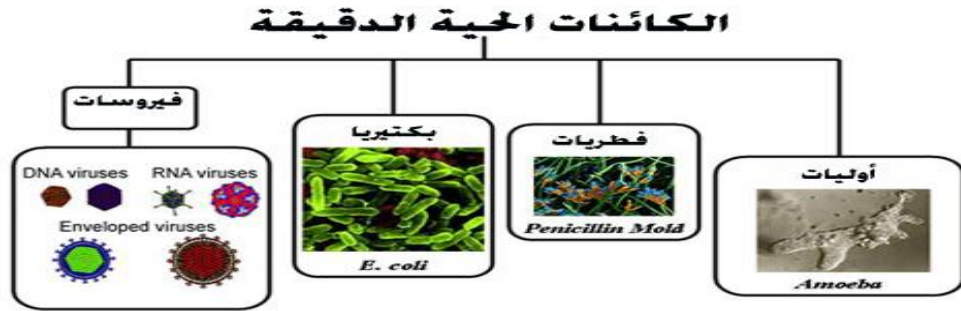 الكائنات الحية الدقيقة
فيروسات
DNA viruses RNA viruses
Enveloped viruses
بكتيريا
E. coli
فطريات
Penicillin Mold
أوليات
Amoeba